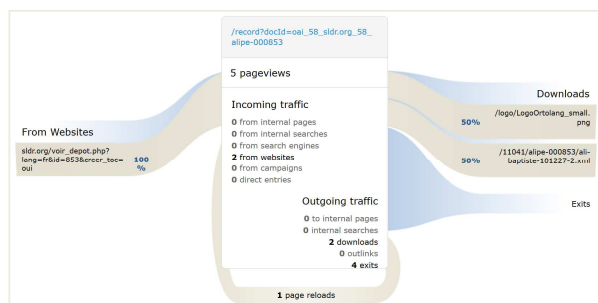 /record?docId=oai_58_sldr.org_58_
alipe-000853
5 pageviews
Incoming traffic
0 from internal pages
0 from internal searches
0 from search engines
2 from websites
0 from campaigns
0 direct entries
Outgoing traffic
0 to internal pages
0 internal searches
2 downloads
0 outlinks
4 exits
1 page reloads
From Websites
sldr.org/voir_depot.php?
lang=fr&id=853&creer_toc=
oui
100
%
Downloads
50%
/logo/LogoOrtolang_small.
png
50%
/11041/alipe-000853/ali-
baptiste-101227-2.xml
Exits